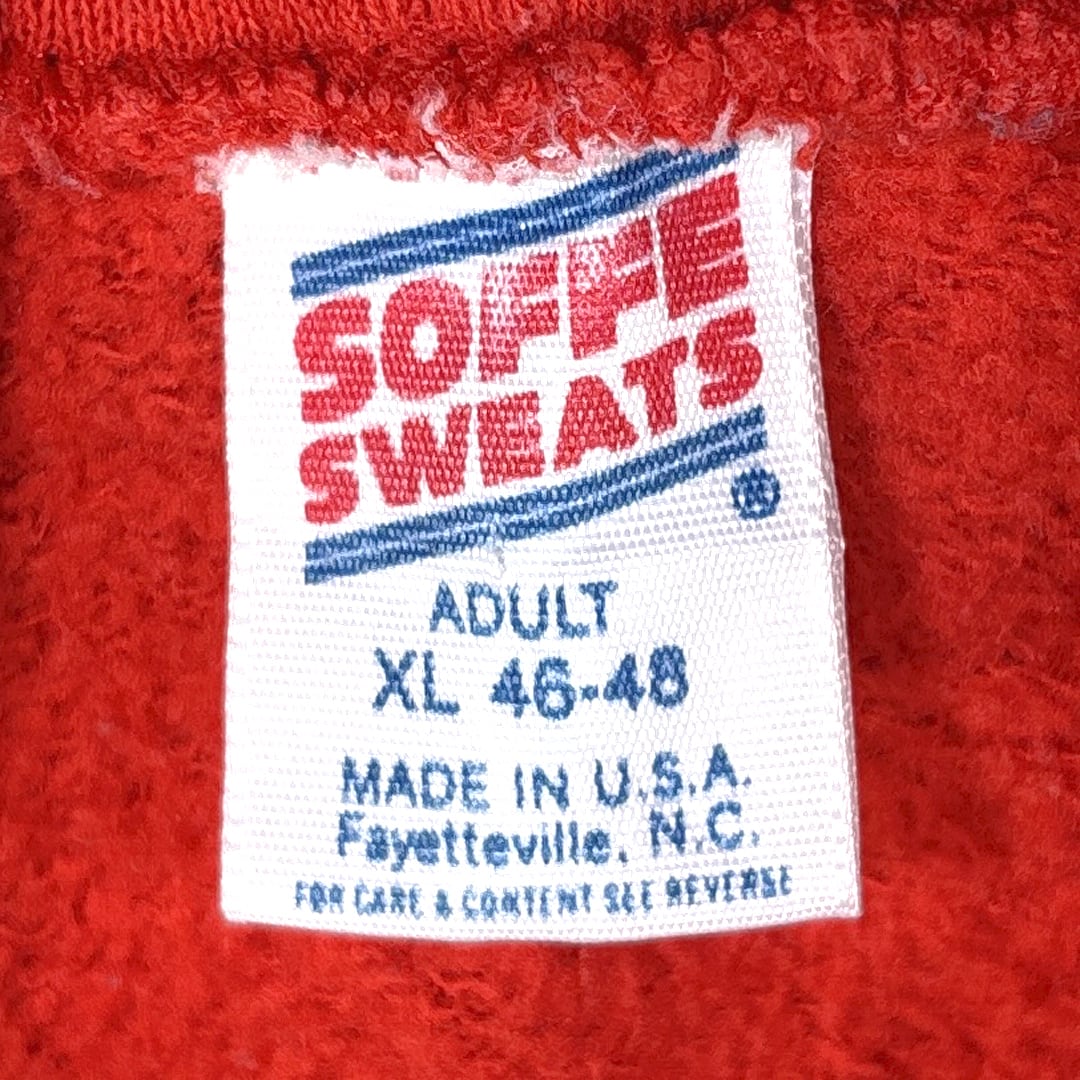 SOFFE
SWEATS
®
ADULT
XL 46-48
MADE IN U.S.A.
Fayetteville, N.C.
FOR CARE & CONTENT SEE REVERSE